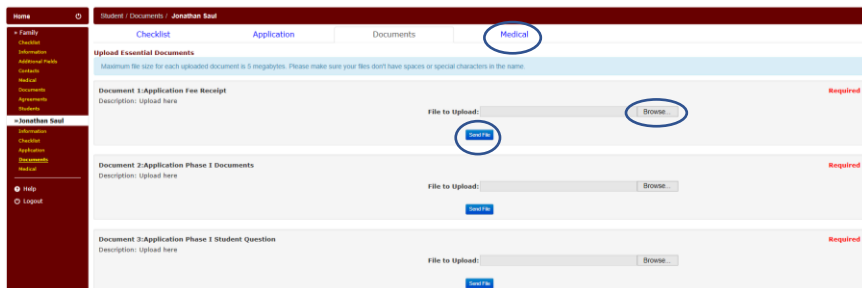 Home
Student / Documents / Jonathan Saul
» Family
Checklist
Information
Additional Fields
Contacts
Medical
Documents
Agreements
Students
»Jonathan Saul
Information
Checklist
Application
Documents
Medical
Help
Logout
Checklist Application Documents Medical
Upload Essential Documents
Maximum file size for each uploaded document is 5 megabytes. Please make sure your files don't have spaces or special characters in the name.
Document 1:Application Fee Receipt Required
Description: Upload here
File to Upload: Browse...
Send File
Document 2:Application Phase I Documents Required
Description: Upload here
File to Upload: Browse...
Send File
Document 3:Application Phase I Student Question Required
Description: Upload here
File to Upload: Browse...
Send File